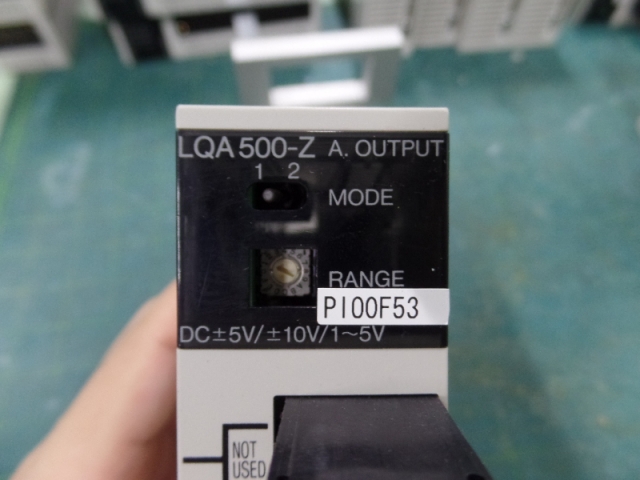 LQA500-Z A. OUTPUT
1 2
MODE
RANGE
PI00F53
DC±5V/±10V/1~5V
NOT
USED